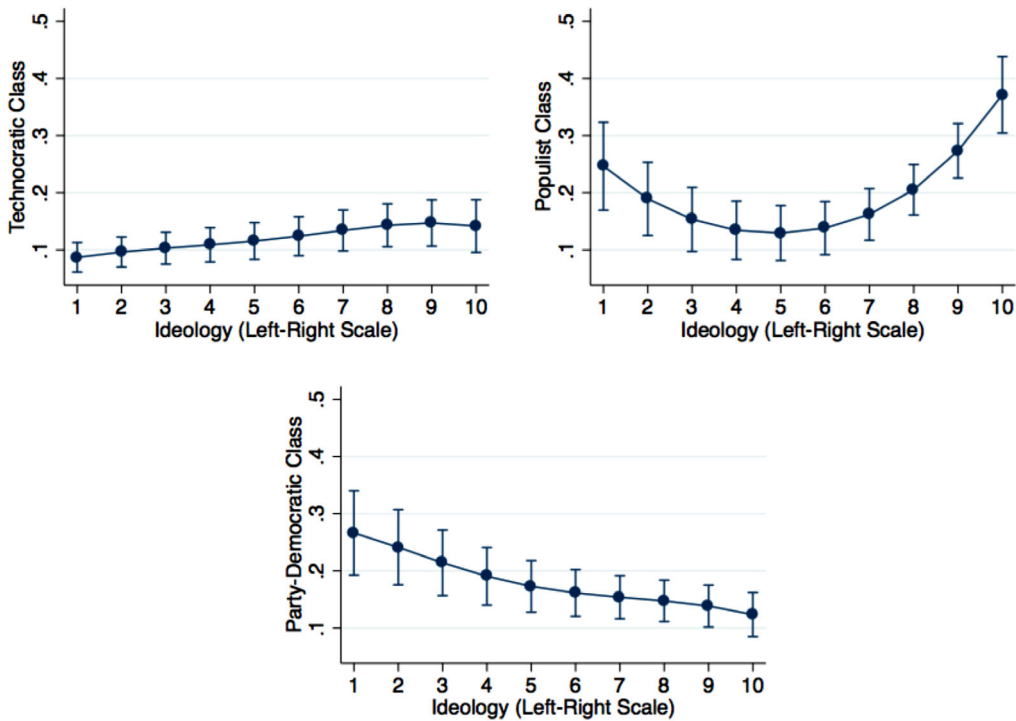 Technocratic Class
.5
.4
.3
.2
.1
1 2 3 4 5 6 7 8 9 10
Ideology (Left-Right Scale)
Populist Class
.5
.4
.3
.2
.1
1 2 3 4 5 6 7 8 9 10
Ideology (Left-Right Scale)
Party-Democratic Class
.5
.4
.3
.2
.1
1 2 3 4 5 6 7 8 9 10
Ideology (Left-Right Scale)